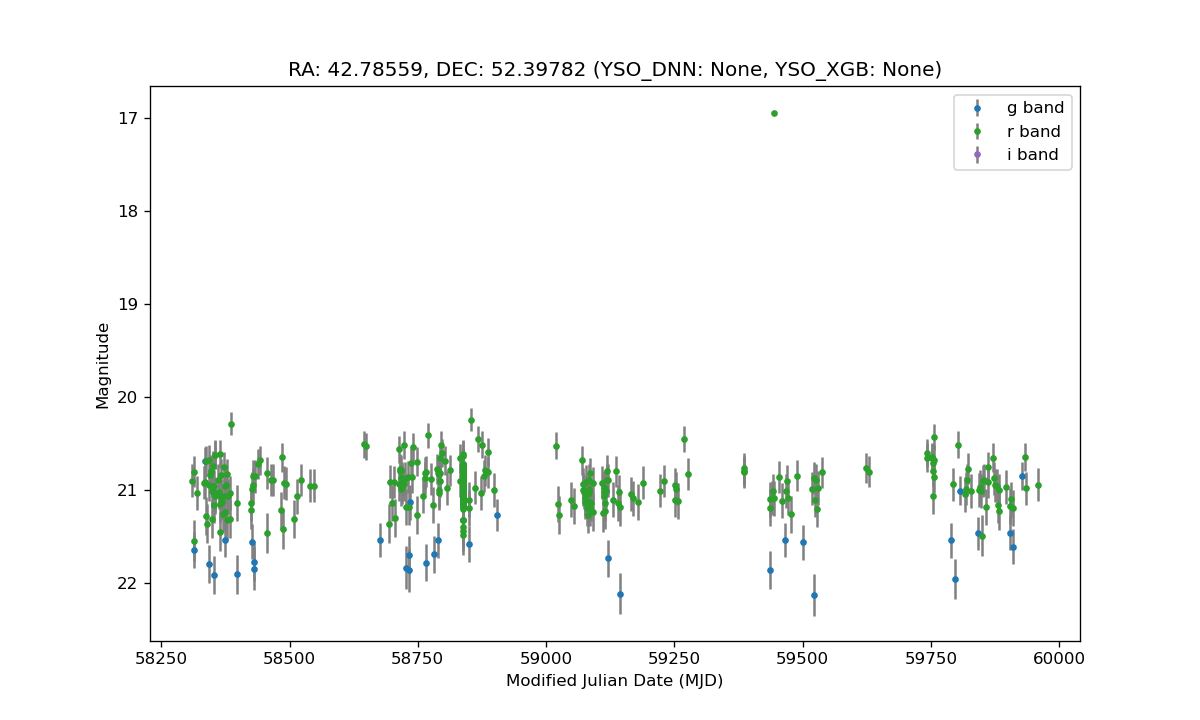 RA: 42.78559, DEC: 52.39782 (YSO_DNN: None, YSO_XGB: None)
g band
r band
i band
17
18
19
20
21
22
Magnitude
58250 58500 58750 59000 59250 59500 59750 60000
Modified Julian Date (MJD)